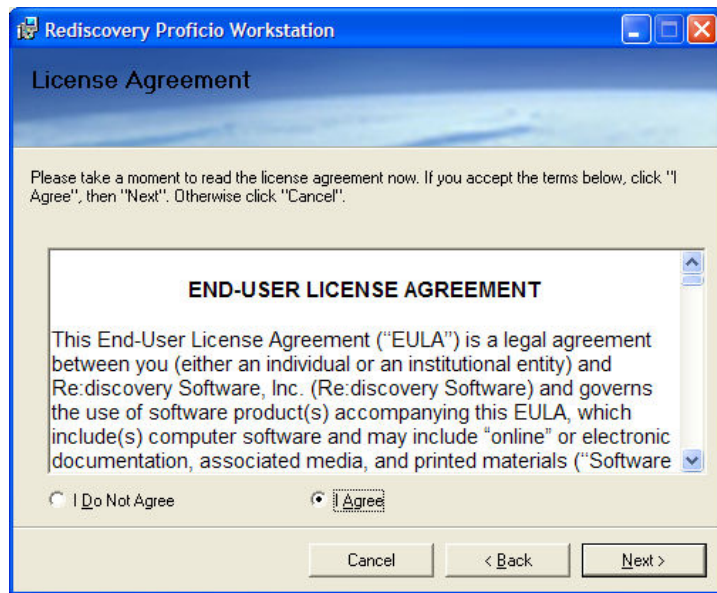 Rediscovery Proficio Workstation
License Agreement
Please take a moment to read the license agreement now. If you accept the terms below, click "I
Agree", then "Next". Otherwise click "Cancel".
END-USER LICENSE AGREEMENT
This End-User License Agreement (“EULA”) is a legal agreement
between you (either an individual or an institutional entity) and
Re:discovery Software, Inc. (Re:discovery Software) and governs
the use of software product(s) accompanying this EULA, which
include(s) computer software and may include “online” or electronic
documentation, associated media, and printed materials (“Software
I Do Not Agree I Agree
Cancel < Back Next >